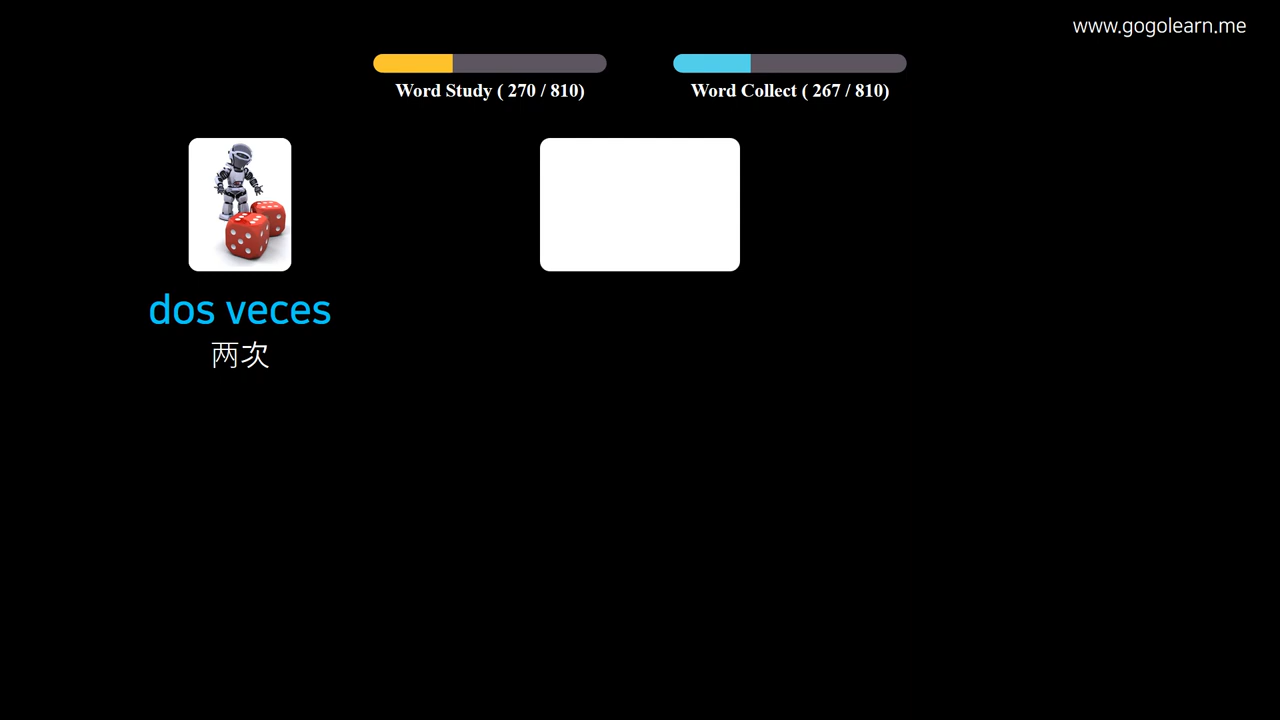 www.gogolearn.me
Word Study ( 270 / 810)
Word Collect ( 267 / 810)
dos veces
两次